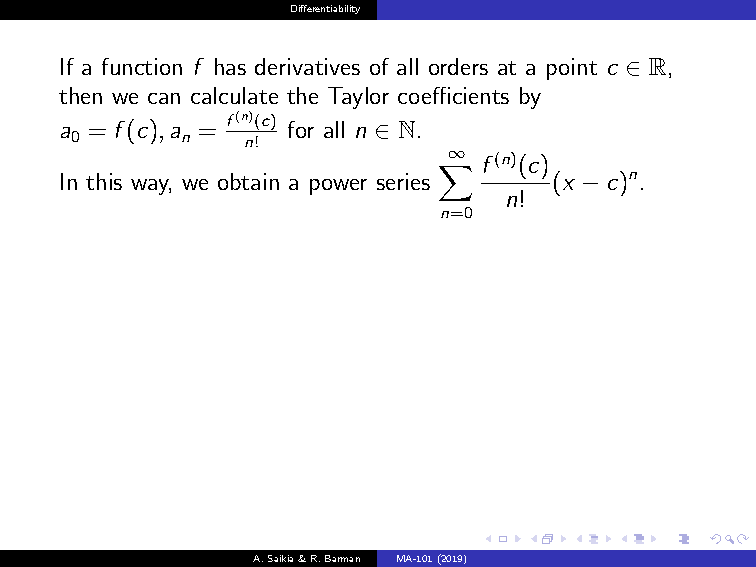 Differentiability
If a function f has derivatives of all orders at a point c ∈ ℝ,
then we can calculate the Taylor coefficients by
a₀ = f(c), aₙ = f⁽ⁿ⁾(c)/n! for all n ∈ ℕ.
In this way, we obtain a power series ∑_{n=0}^{∞} f⁽ⁿ⁾(c)/n! (x − c)ⁿ.
A. Saikia & R. Barman MA-101 (2019)